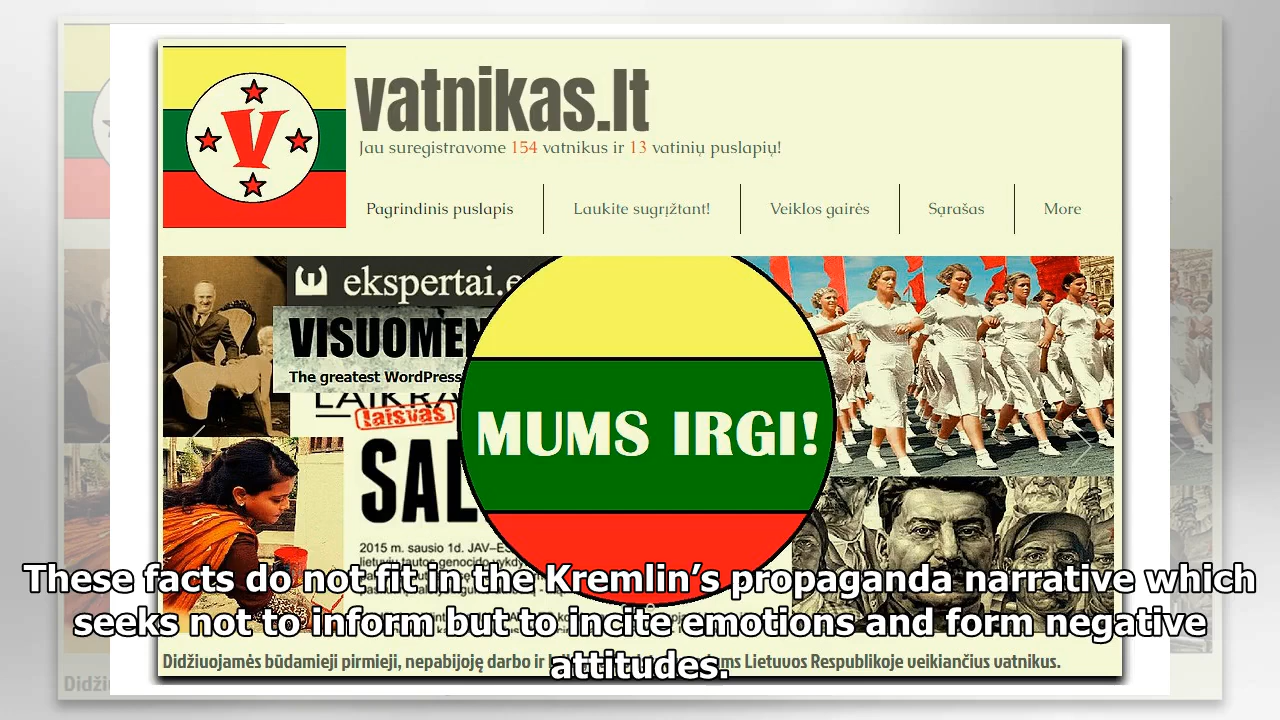 vatnikas.lt
V
Jau suregistravome 154 vatnikus ir 13 vatinių puslapių!
Pagrindinis puslapis
Laukite sugrįžtant!
Veiklos gairės
Sąrašas
More
ekspertai.e
VISUOMEN
The greatest WordPress
LAIKRA
laisvas
SAL
MUMS IRGI!
2015 m. sausio 1d. JAV–ES
These facts do not fit in the Kremlin’s propaganda narrative which
seeks not to inform but to incite emotions and form negative
attitudes.
Didžiuojamės būdamieji pirmieji, nepabijoję darbo ir Lietuvos Respublikoje veikiančius vatnikus.